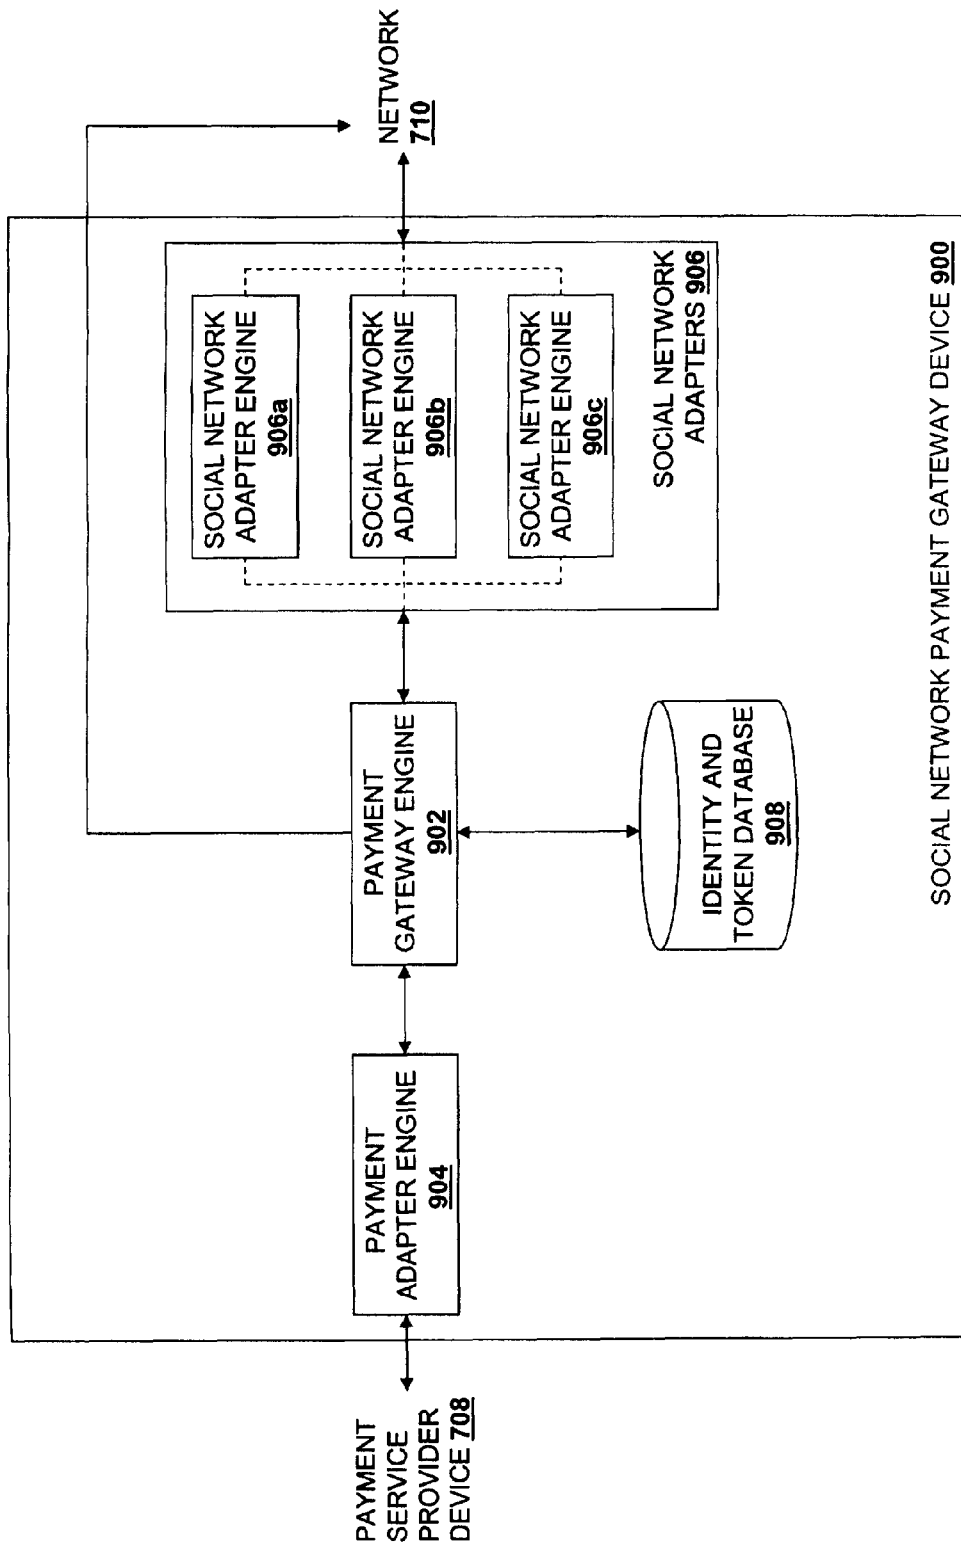 PAYMENT
SERVICE
PROVIDER
DEVICE 708
PAYMENT
ADAPTER ENGINE
904
PAYMENT
GATEWAY ENGINE
902
IDENTITY AND
TOKEN DATABASE
908
SOCIAL NETWORK
ADAPTER ENGINE
906a
SOCIAL NETWORK
ADAPTER ENGINE
906b
SOCIAL NETWORK
ADAPTER ENGINE
906c
SOCIAL NETWORK
ADAPTERS 906
NETWORK
710
SOCIAL NETWORK PAYMENT GATEWAY DEVICE 900